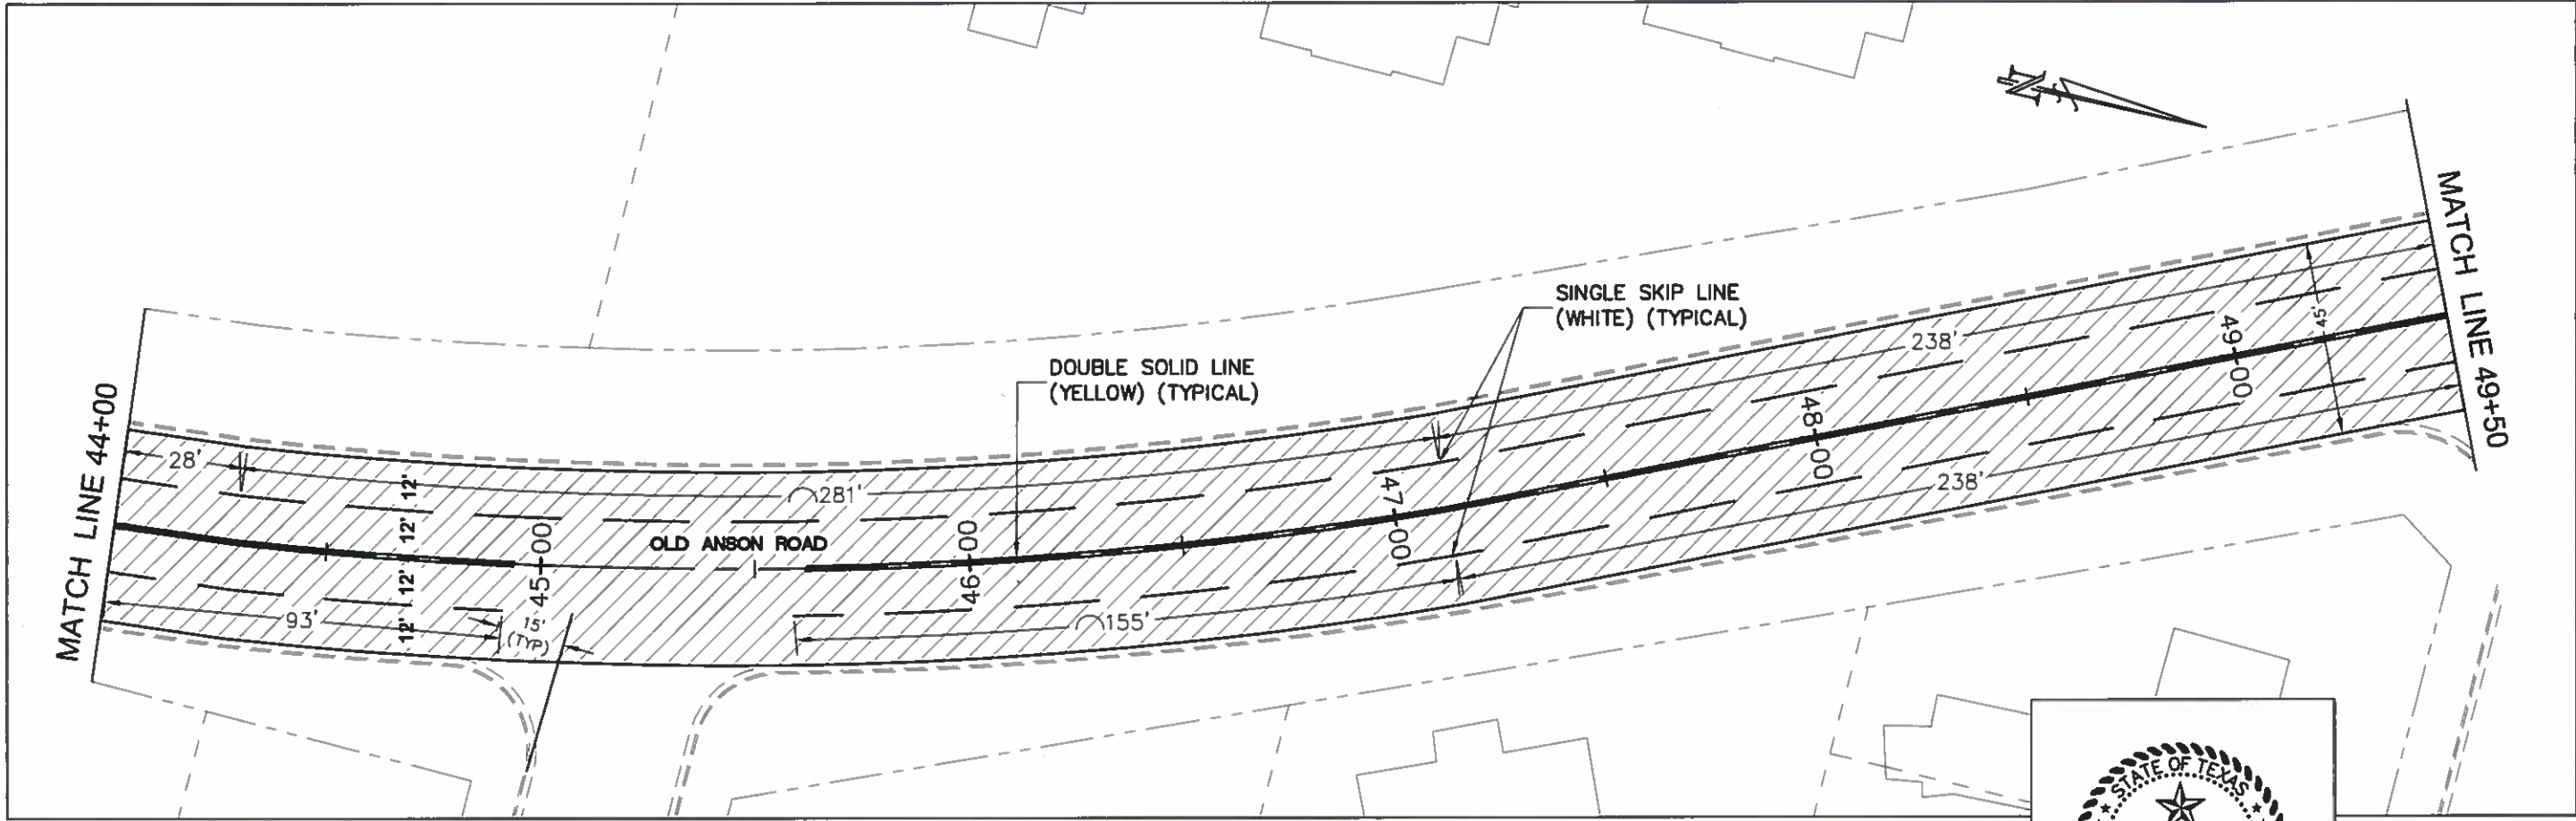 MATCH LINE 44+00
28'
12'
12'
12'
12'
93'
15'
(TYP)
45+00
281'
OLD ANSON ROAD
46+00
DOUBLE SOLID LINE
(YELLOW) (TYPICAL)
155'
47+00
SINGLE SKIP LINE
(WHITE) (TYPICAL)
48+00
238'
238'
49+00
45'
N
MATCH LINE 49+50
STATE OF TEXAS